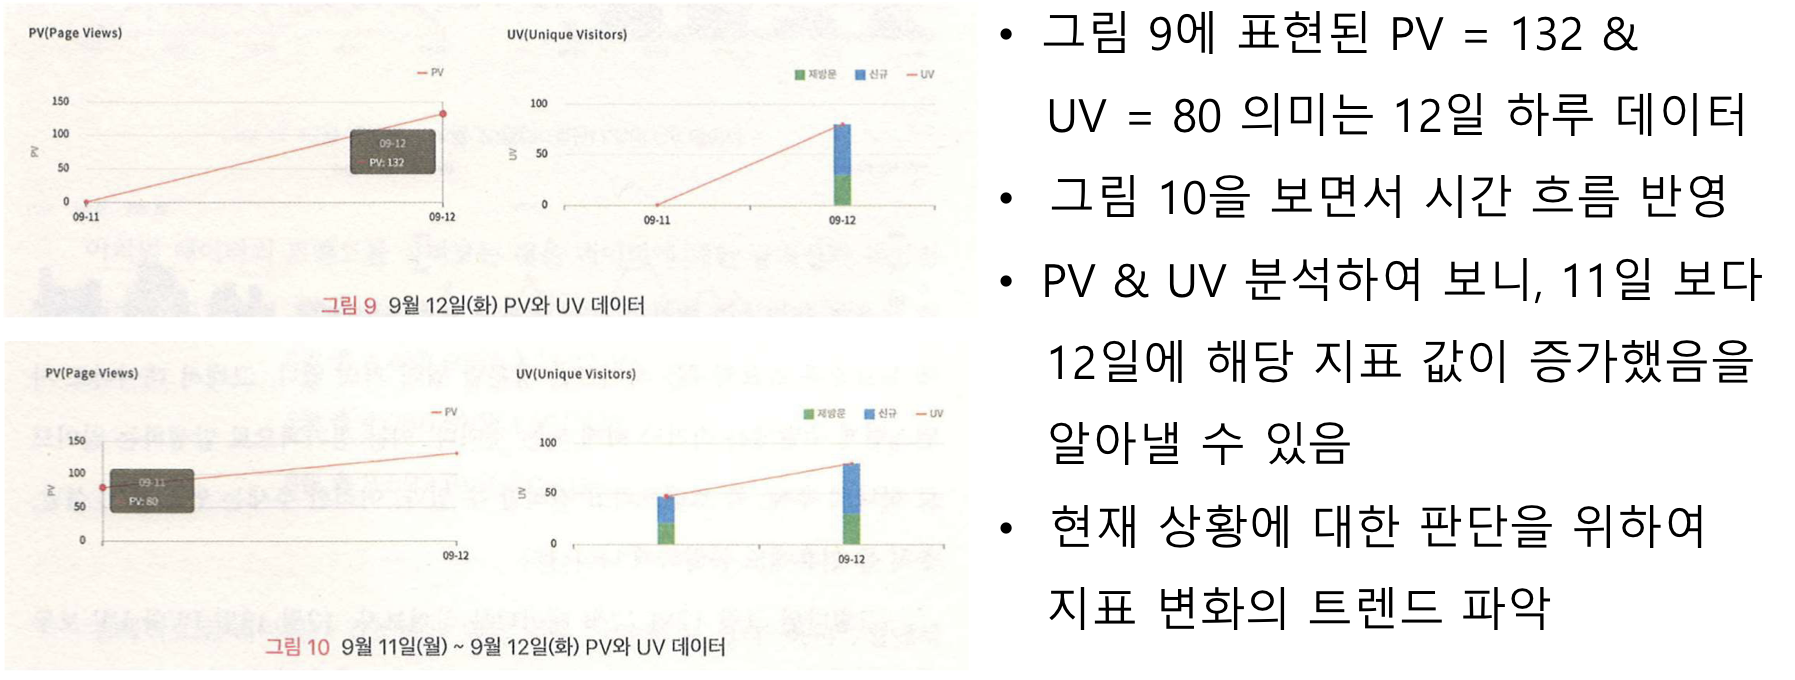 PV(Page Views)
PV
150
100
50
0
PV
09-12
PV: 132
09-11
09-12
UV(Unique Visitors)
재방문 신규 UV
100
50
0
UV
09-11
09-12
그림 9 9월 12일(화) PV와 UV 데이터
PV(Page Views)
PV
150
100
50
0
PV
09-11
PV: 80
09-12
UV(Unique Visitors)
재방문 신규 UV
100
50
0
UV
09-12
그림 10 9월 11일(월) ~ 9월 12일(화) PV와 UV 데이터
• 그림 9에 표현된 PV = 132 &
UV = 80 의미는 12일 하루 데이터
• 그림 10을 보면서 시간 흐름 반영
• PV & UV 분석하여 보니, 11일 보다
12일에 해당 지표 값이 증가했음을
알아낼 수 있음
• 현재 상황에 대한 판단을 위하여
지표 변화의 트렌드 파악